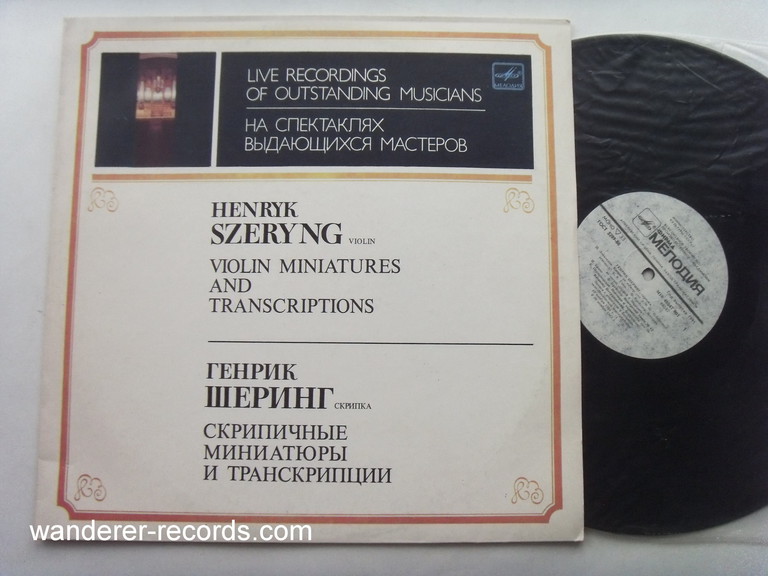 LIVE RECORDINGS
OF OUTSTANDING MUSICIANS
НА СПЕКТАКЛЯХ
ВЫДАЮЩИХСЯ МАСТЕРОВ
МЕЛОДИЯ
HENRYK
SZERYNG VIOLIN
VIOLIN MINIATURES
AND
TRANSCRIPTIONS
ГЕНРИК
ШЕРИНГ СКРИПКА
СКРИПИЧНЫЕ
МИНИАТЮРЫ
И ТРАНСКРИПЦИИ
МЕЛОДИЯ
wanderer-records.com